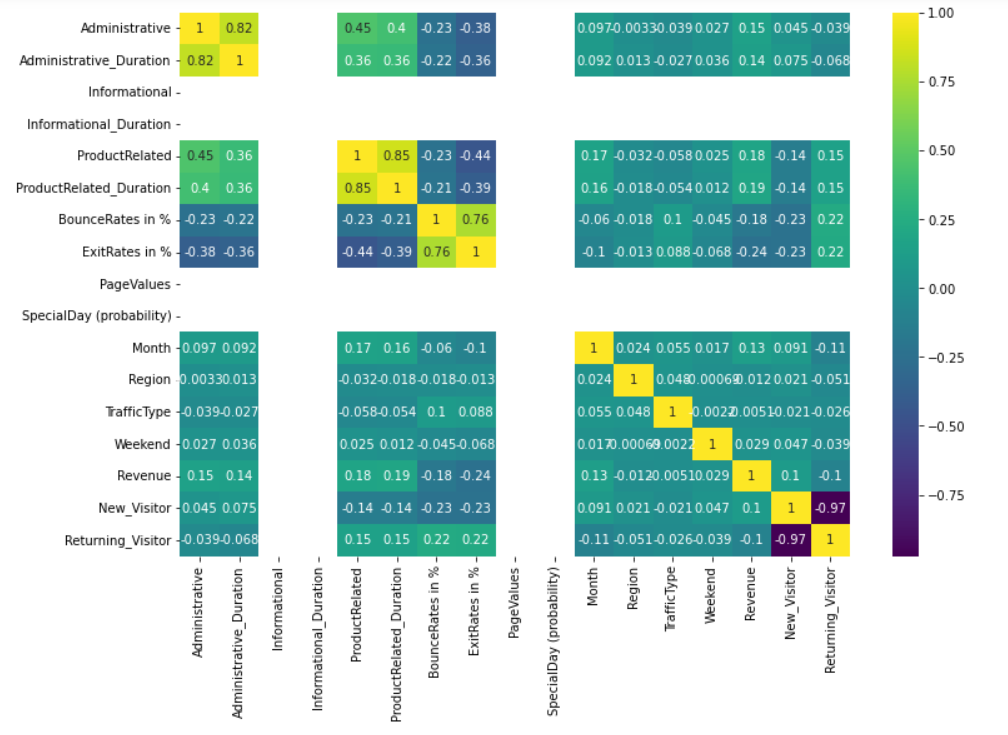 Administrative 1 0.82 0.45 0.4 -0.23 -0.38 0.097 -0.0033 -0.039 0.027 0.15 0.045 -0.039 1.00
Administrative_Duration 0.82 1 0.36 0.36 -0.22 -0.36 0.092 0.013 -0.027 0.036 0.14 0.075 -0.068
0.75
Informational
Informational_Duration
0.50
ProductRelated 0.45 0.36 1 0.85 -0.23 -0.44 0.17 -0.032 -0.058 0.025 0.18 -0.14 0.15
ProductRelated_Duration 0.4 0.36 0.85 1 -0.21 -0.39 0.16 -0.018 -0.054 0.012 0.19 -0.14 0.15
BounceRates in % -0.23 -0.22 -0.23 -0.21 1 0.76 -0.06 -0.018 0.1 -0.045 -0.18 -0.23 0.22
0.25
ExitRates in % -0.38 -0.36 -0.44 -0.39 0.76 1 -0.1 -0.013 0.088 -0.068 -0.24 -0.23 0.22
PageValues
0.00
SpecialDay (probability)
Month 0.097 0.092 0.17 0.16 -0.06 -0.1 1 0.024 0.055 0.017 0.13 0.091 -0.11
−0.25
Region -0.0033 0.013 -0.032 -0.018 -0.018 -0.013 0.024 1 0.048 -0.00069 -0.012 0.021 -0.051
TrafficType -0.039 -0.027 -0.058 -0.054 0.1 0.088 0.055 0.048 1 -0.0022 -0.0051 -0.021 -0.026
−0.50
Weekend 0.027 0.036 0.025 0.012 -0.045 -0.068 0.017 -0.00069 -0.0022 1 0.029 0.047 -0.039
Revenue 0.15 0.14 0.18 0.19 -0.18 -0.24 0.13 -0.012 -0.0051 0.029 1 0.1 -0.1
−0.75
New_Visitor 0.045 0.075 -0.14 -0.14 -0.23 -0.23 0.091 0.021 -0.021 0.047 0.1 1 -0.97
Returning_Visitor -0.039 -0.068 0.15 0.15 0.22 0.22 -0.11 -0.051 -0.026 -0.039 -0.1 -0.97 1
Administrative
Administrative_Duration
Informational
Informational_Duration
ProductRelated
ProductRelated_Duration
BounceRates in %
ExitRates in %
PageValues
SpecialDay (probability)
Month
Region
TrafficType
Weekend
Revenue
New_Visitor
Returning_Visitor